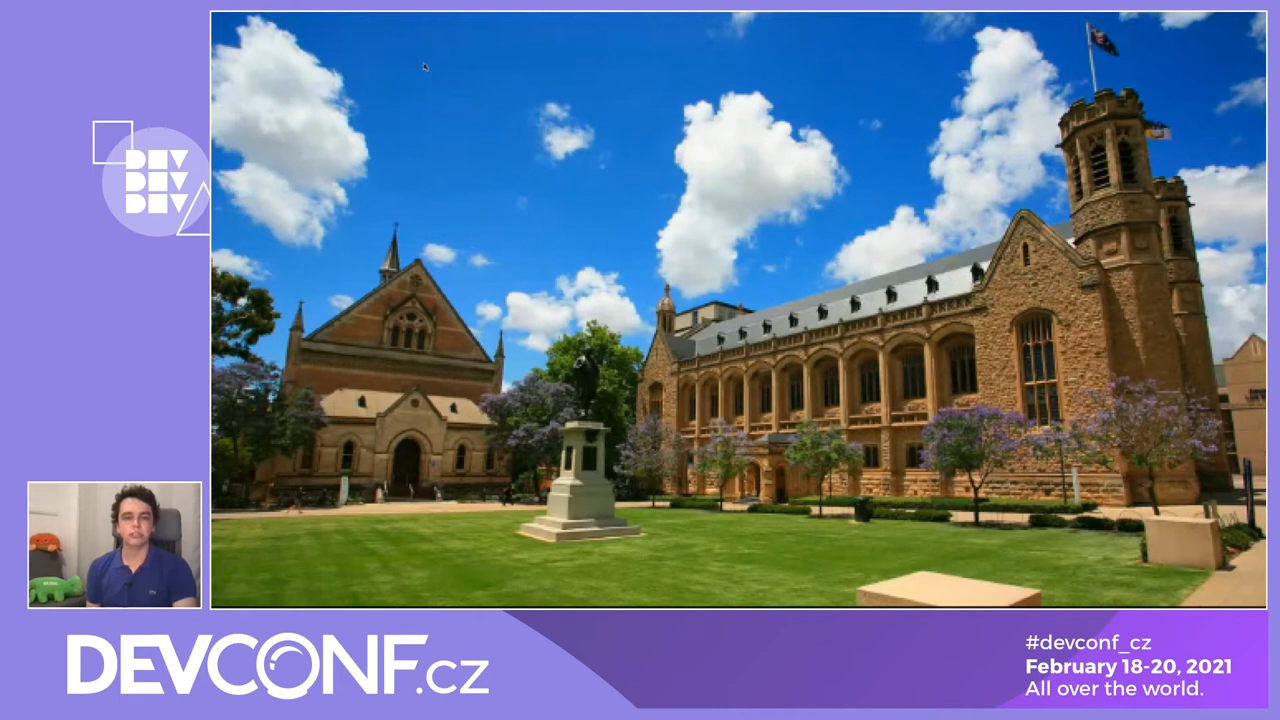 DEV
DEV
DEV
DEVCONF.cz
#devconf_cz
February 18-20, 2021
All over the world.